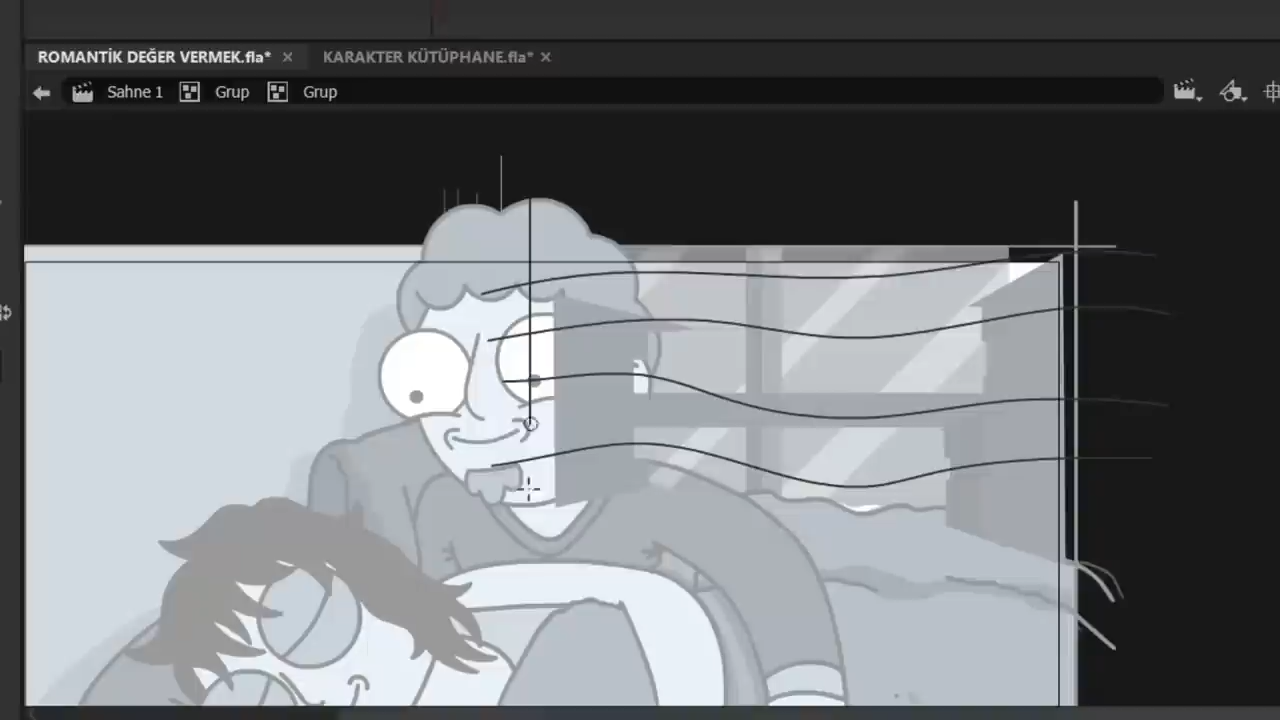 ROMANTİK DEĞER VERMEK.fla* × KARAKTER KÜTÜPHANE.fla* ×
Sahne 1 Grup Grup